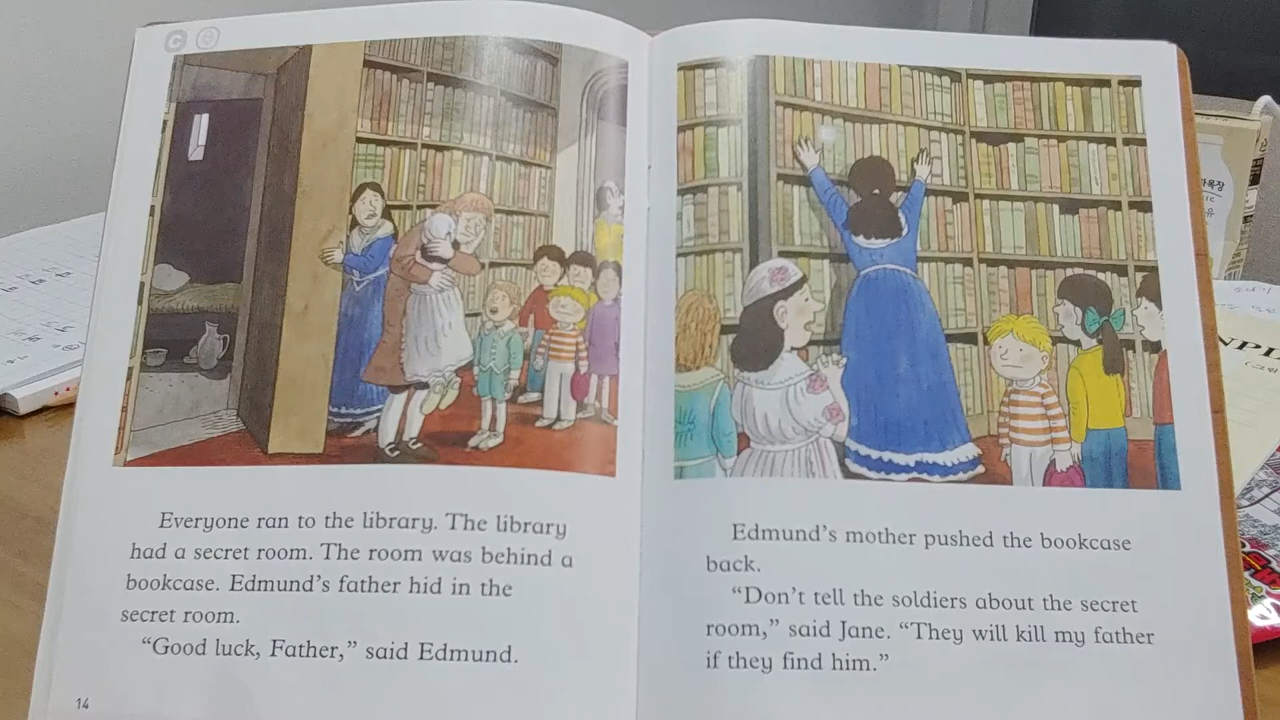 Everyone ran to the library. The library
had a secret room. The room was behind a
bookcase. Edmund's father hid in the
secret room.
“Good luck, Father,” said Edmund.
14
Edmund's mother pushed the bookcase
back.
“Don't tell the soldiers about the secret
room,” said Jane. “They will kill my father
if they find him.”